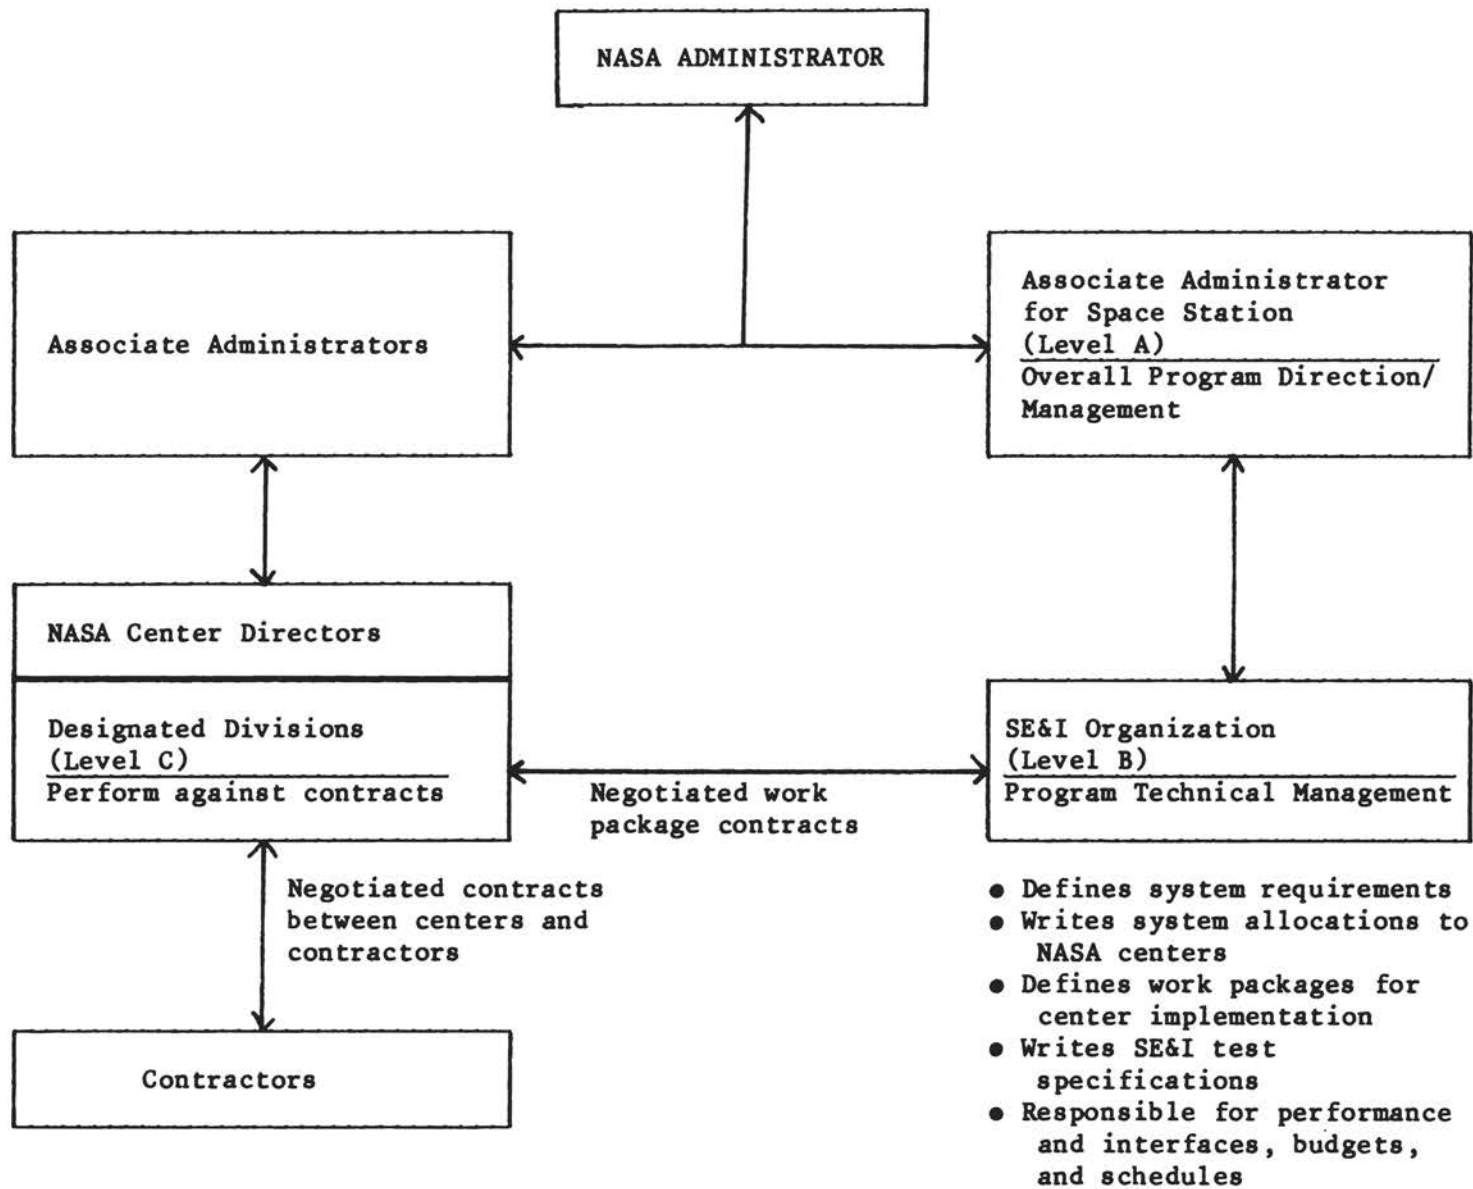 NASA ADMINISTRATOR
Associate Administrators
Associate Administrator
for Space Station
(Level A)
Overall Program Direction/
Management
NASA Center Directors
Designated Divisions
(Level C)
Perform against contracts
Negotiated work
package contracts
SE&I Organization
(Level B)
Program Technical Management
Negotiated contracts
between centers and
contractors
Contractors
● Defines system requirements
● Writes system allocations to
NASA centers
● Defines work packages for
center implementation
● Writes SE&I test
specifications
● Responsible for performance
and interfaces, budgets,
and schedules